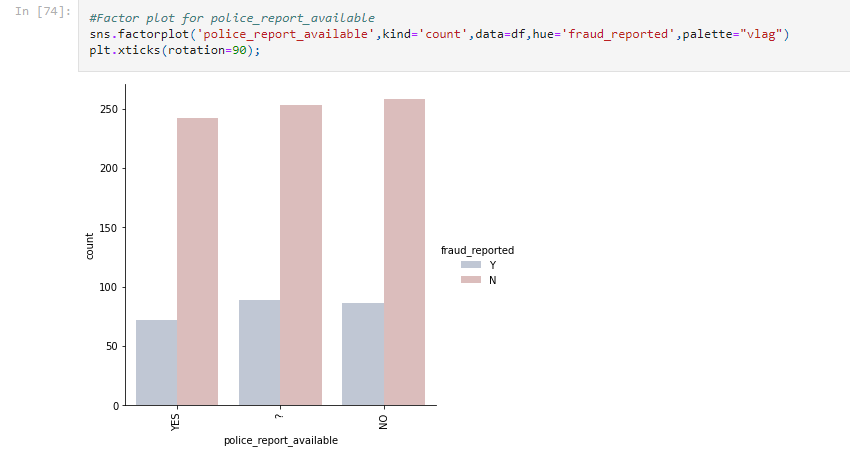 In [74]:
#Factor plot for police_report_available
sns.factorplot('police_report_available',kind='count',data=df,hue='fraud_reported',palette="vlag")
plt.xticks(rotation=90);
250
200
150
100
50
0
count
YES
?
NO
police_report_available
fraud_reported
Y
N